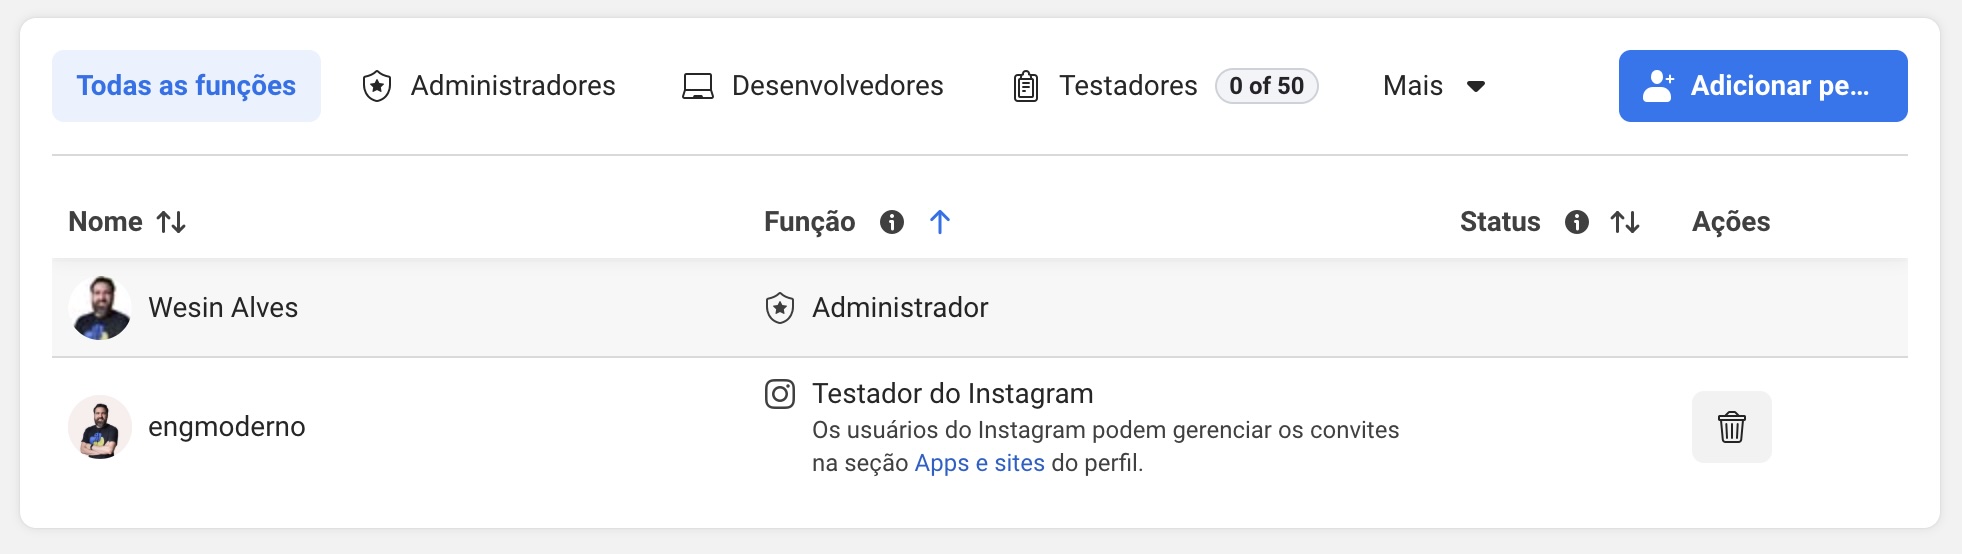 Todas as funções Administradores Desenvolvedores Testadores 0 of 50 Mais Adicionar pe...
Nome Função Status Ações
Wesin Alves Administrador
engmoderno Testador do Instagram
Os usuários do Instagram podem gerenciar os convites
na seção Apps e sites do perfil.